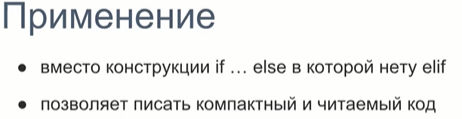 Применение
● вместо конструкции if … else в которой нету elif
● позволяет писать компактный и читаемый код